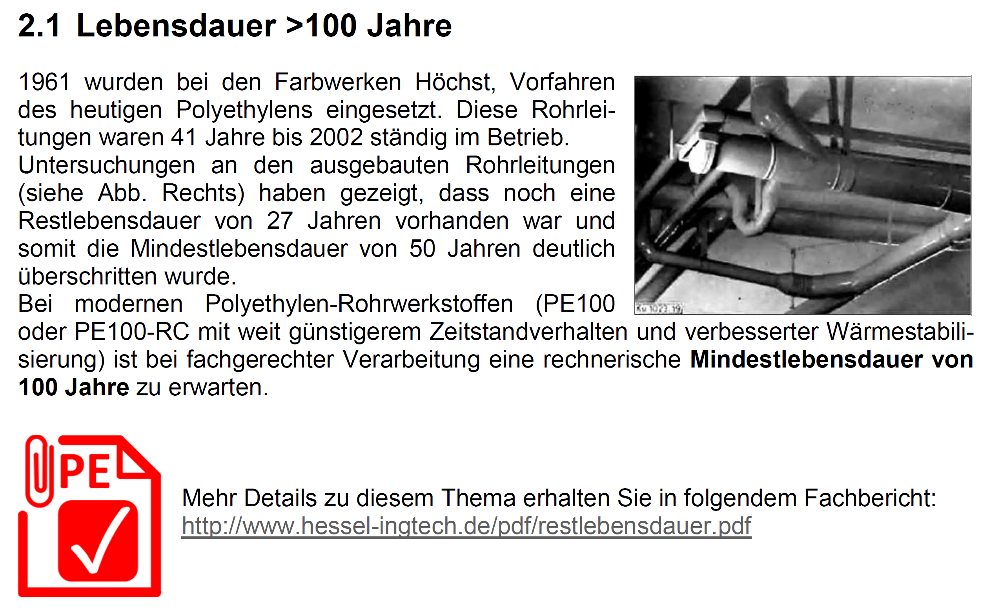 2.1 Lebensdauer >100 Jahre
1961 wurden bei den Farbwerken Höchst, Vorfahren
des heutigen Polyethylens eingesetzt. Diese Rohrlei-
tungen waren 41 Jahre bis 2002 ständig im Betrieb.
Untersuchungen an den ausgebauten Rohrleitungen
(siehe Abb. Rechts) haben gezeigt, dass noch eine
Restlebensdauer von 27 Jahren vorhanden war und
somit die Mindestlebensdauer von 50 Jahren deutlich
überschritten wurde.
Bei modernen Polyethylen-Rohrwerkstoffen (PE100
oder PE100-RC mit weit günstigerem Zeitstandverhalten und verbesserter Wärmestabili-
sierung) ist bei fachgerechter Verarbeitung eine rechnerische Mindestlebensdauer von
100 Jahre zu erwarten.
Ku 1023.19
PE
Mehr Details zu diesem Thema erhalten Sie in folgendem Fachbericht:
http://www.hessel-ingtech.de/pdf/restlebensdauer.pdf